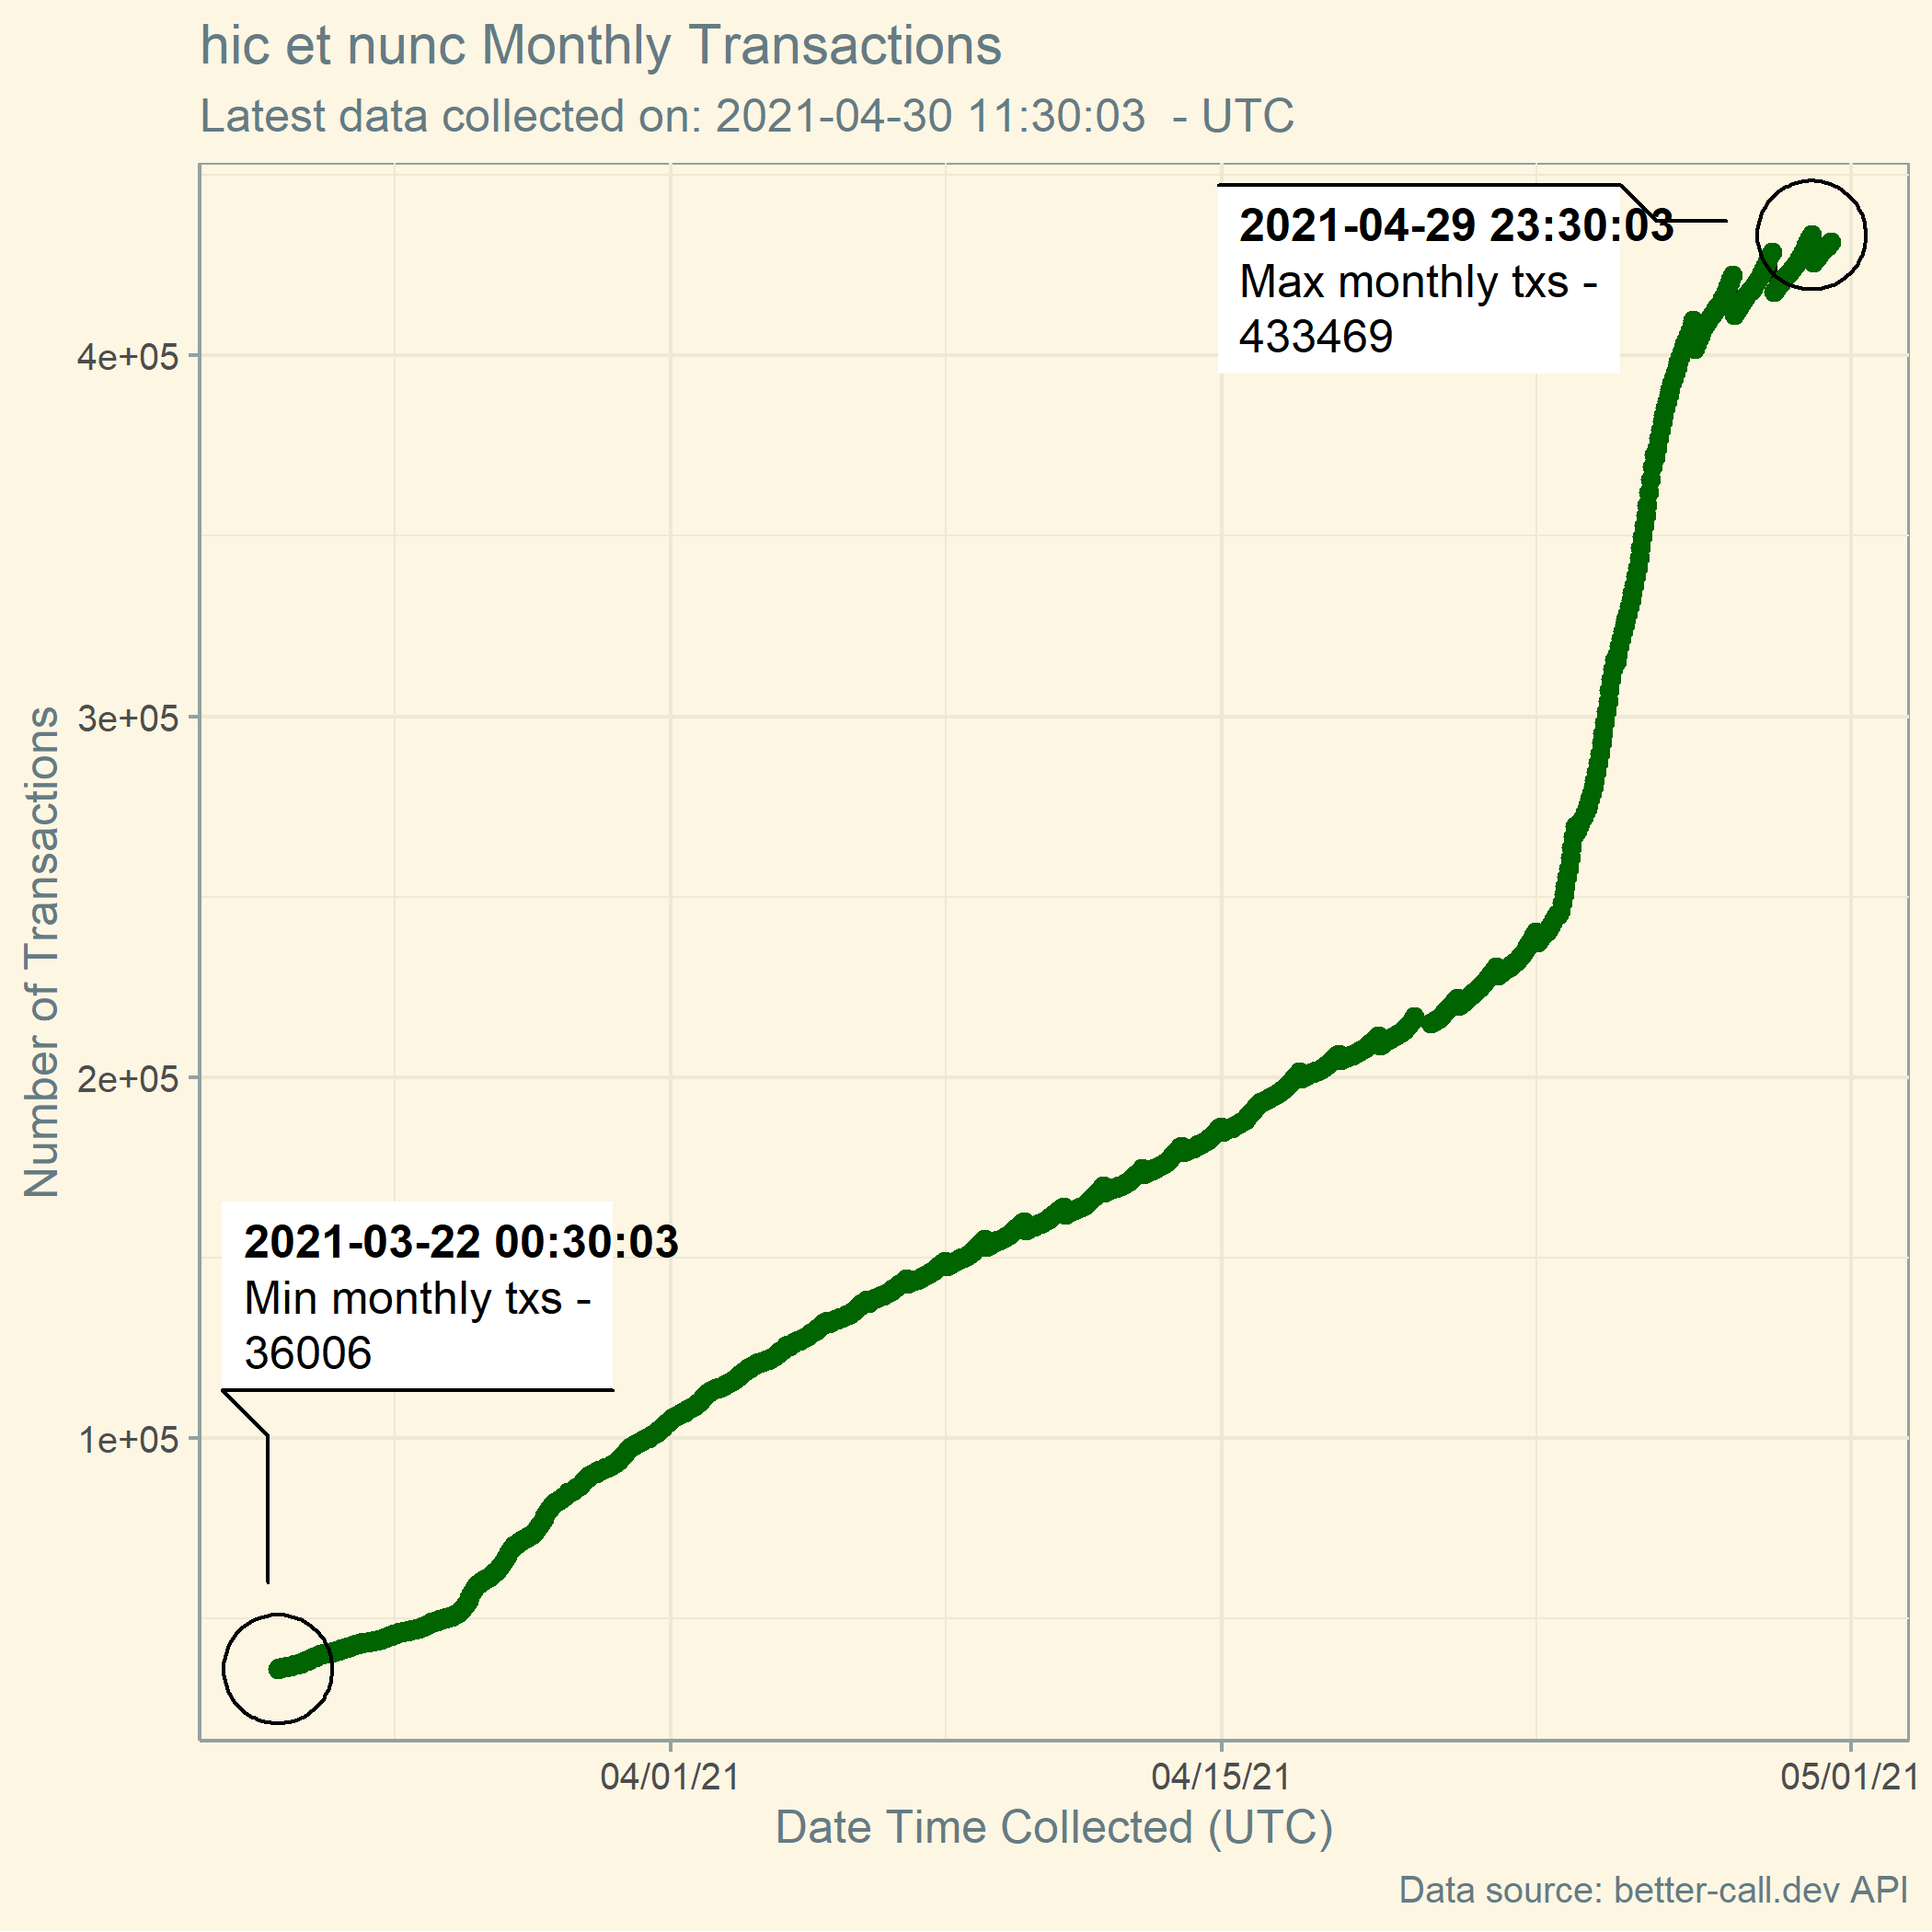 hic et nunc Monthly Transactions
Latest data collected on: 2021-04-30 11:30:03  - UTC
2021-04-29 23:30:03
Max monthly txs -
433469
4e+05
3e+05
2e+05
1e+05
Number of Transactions
2021-03-22 00:30:03
Min monthly txs -
36006
04/01/21
04/15/21
05/01/21
Date Time Collected (UTC)
Data source: better-call.dev API